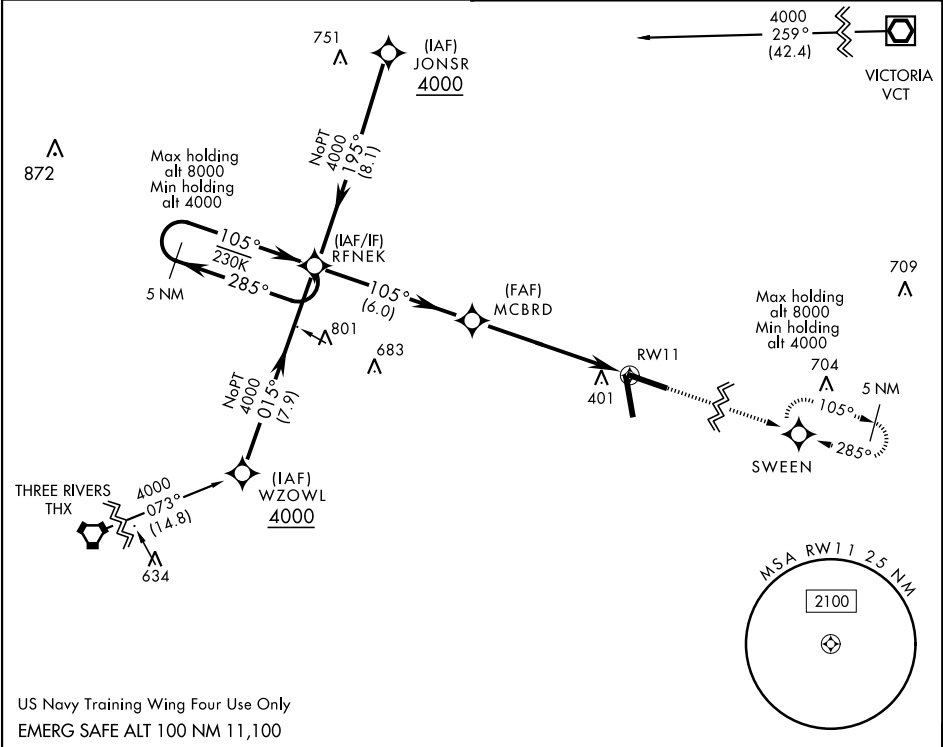 751
(IAF)
JONSR
4000
4000
259°
(42.4)
VICTORIA
VCT
872
Max holding
alt 8000
Min holding
alt 4000
NoPT
4000
195°
(8.1)
105°
230K
285°
5 NM
(IAF/IF)
RFNEK
105°
(6.0)
(FAF)
MCBRD
709
Max holding
alt 8000
Min holding
alt 4000
801
683
RW11
401
704
5 NM
105°
285°
SWEEN
NoPT
4000
015°
(7.9)
THREE RIVERS
THX
4000
073°
(14.8)
(IAF)
WZOWL
4000
634
MSA RW11 25 NM
2100
US Navy Training Wing Four Use Only
EMERG SAFE ALT 100 NM 11,100